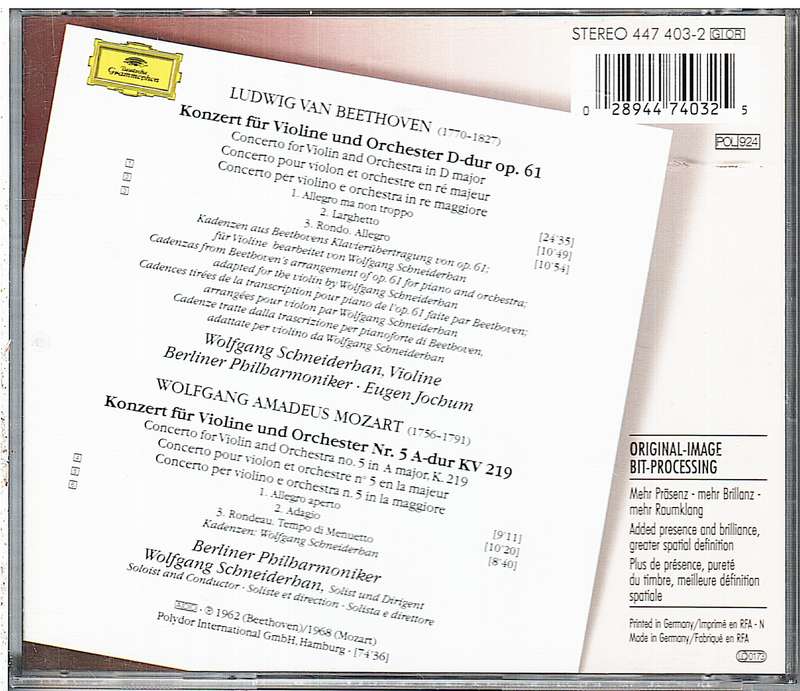 Deutsche
Grammophon
STEREO 447 403-2 GOR
0 28944 74032 5
POL 924
LUDWIG VAN BEETHOVEN (1770–1827)
Konzert für Violine und Orchester D-dur op. 61
Concerto for Violin and Orchestra in D major
Concerto pour violon et orchestre en ré majeur
Concerto per violino e orchestra in re maggiore
1 1. Allegro ma non troppo [24'35]
2 2. Larghetto [10'49]
3 3. Rondo. Allegro [10'54]
Kadenzen aus Beethovens Klavierübertragung von op. 61;
für Violine bearbeitet von Wolfgang Schneiderhan
Cadenzas from Beethoven's arrangement of op. 61 for piano and orchestra;
adapted for the violin by Wolfgang Schneiderhan
Cadences tirées de la transcription pour piano de l'op. 61 faite par Beethoven;
arrangées pour violon par Wolfgang Schneiderhan
Cadenze tratte dalla trascrizione per pianoforte di Beethoven,
adattate per violino da Wolfgang Schneiderhan
Wolfgang Schneiderhan, Violine
Berliner Philharmoniker · Eugen Jochum
WOLFGANG AMADEUS MOZART (1756–1791)
Konzert für Violine und Orchester Nr. 5 A-dur KV 219
Concerto for Violin and Orchestra no. 5 in A major, K. 219
Concerto pour violon et orchestre n° 5 en la majeur
Concerto per violino e orchestra n. 5 in la maggiore
4 1. Allegro aperto [9'11]
5 2. Adagio [10'20]
6 3. Rondeau. Tempo di Menuetto [8'40]
Kadenzen: Wolfgang Schneiderhan
Berliner Philharmoniker
Wolfgang Schneiderhan, Solist und Dirigent
Soloist and Conductor · Soliste et direction · Solista e direttore
ADD · ℗ 1962 (Beethoven)/1968 (Mozart)
Polydor International GmbH, Hamburg · [74'36]
ORIGINAL-IMAGE
BIT-PROCESSING
Mehr Präsenz - mehr Brillanz -
mehr Raumklang
Added presence and brilliance,
greater spatial definition
Plus de présence, pureté
du timbre, meilleure définition
spatiale
Printed in Germany/Imprimé en RFA - N
Made in Germany/Fabriqué en RFA
LC 0173